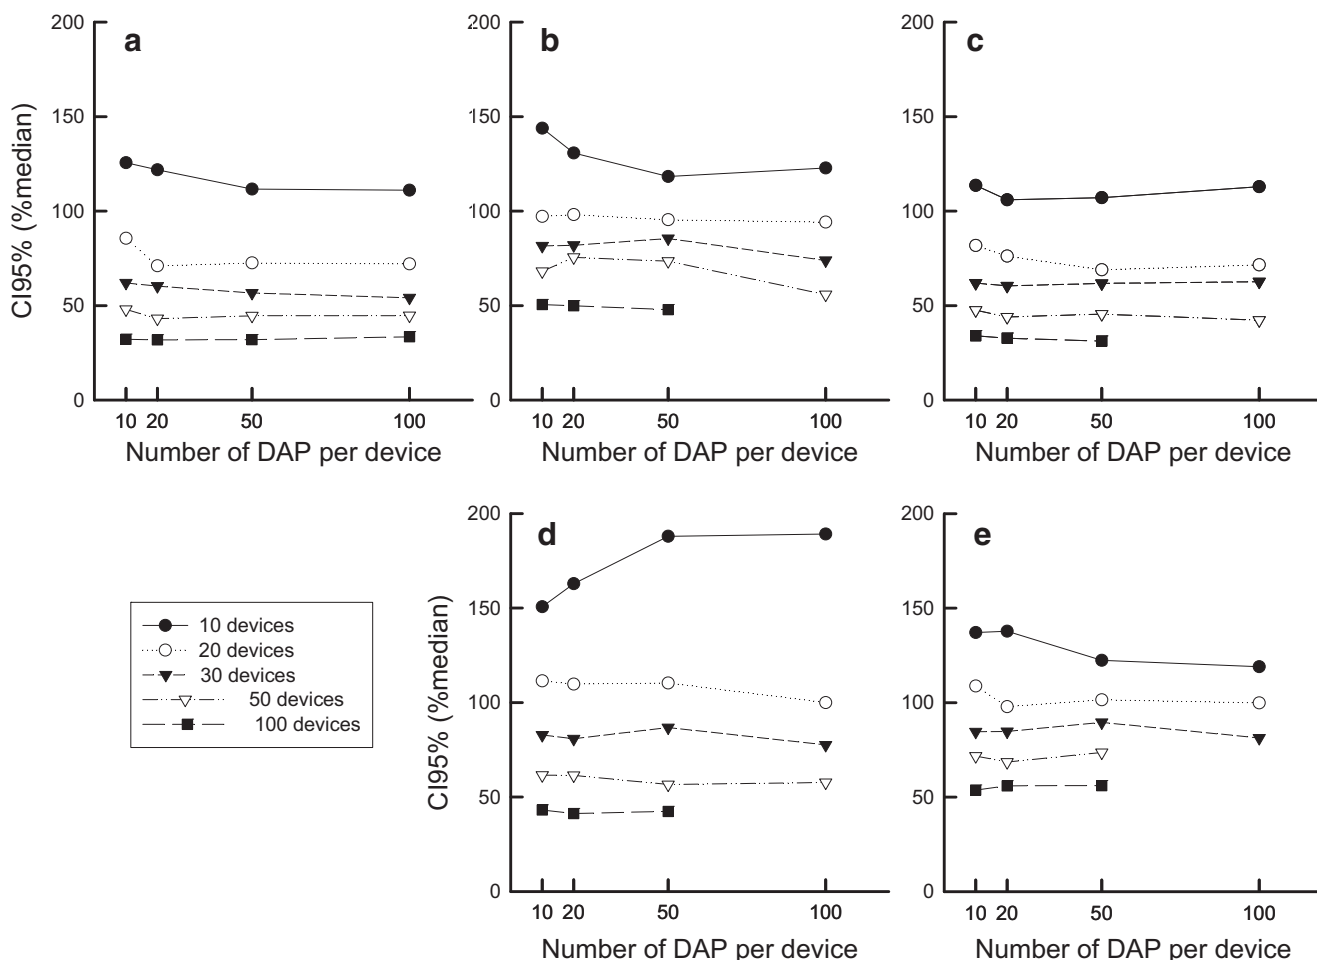 a
200
150
100
50
0
10 20 50 100
CI95% (%median)
Number of DAP per device
b
200
150
100
50
0
10 20 50 100
Number of DAP per device
c
200
150
100
50
0
10 20 50 100
Number of DAP per device
10 devices
20 devices
30 devices
50 devices
100 devices
d
200
150
100
50
0
10 20 50 100
CI95% (%median)
Number of DAP per device
e
200
150
100
50
0
10 20 50 100
Number of DAP per device